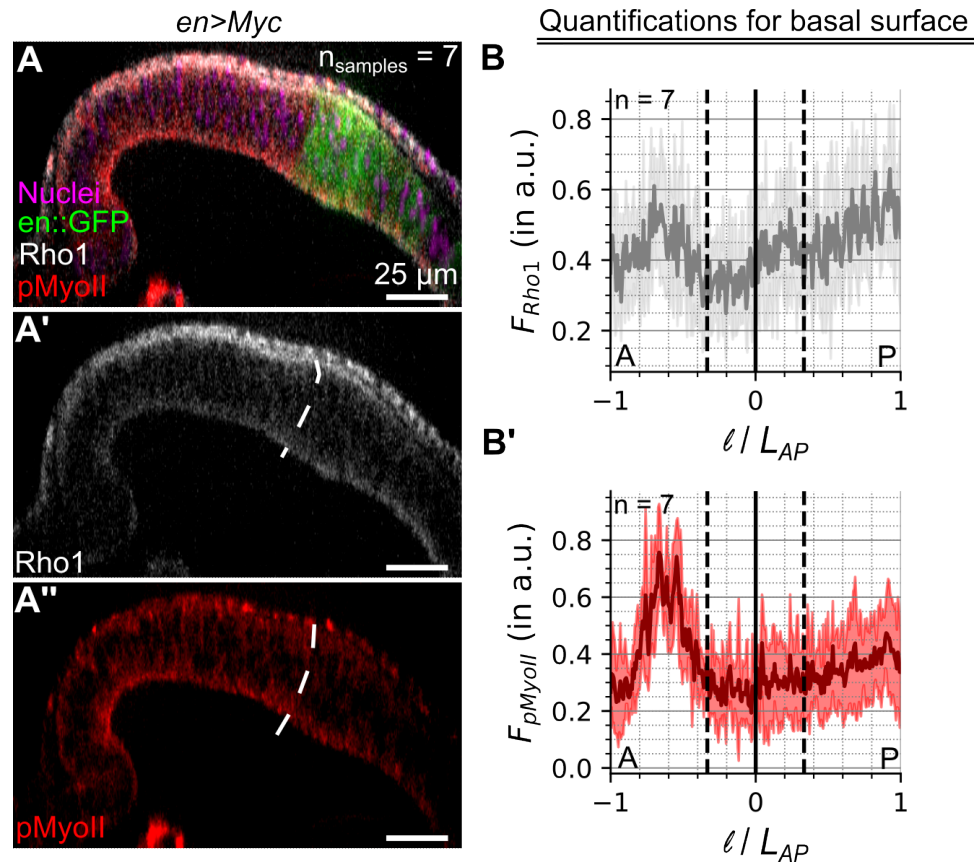 en>Myc
Quantifications for basal surface
A
n_samples = 7
Nuclei
en::GFP
Rho1
pMyoII
25 µm
A'
Rho1
A"
pMyoII
B
n = 7
F_Rho1 (in a.u.)
0.8
0.6
0.4
0.2
A
P
−1
0
1
ℓ / L_AP
B'
n = 7
F_pMyoII (in a.u.)
0.8
0.6
0.4
0.2
0.0
A
P
−1
0
1
ℓ / L_AP